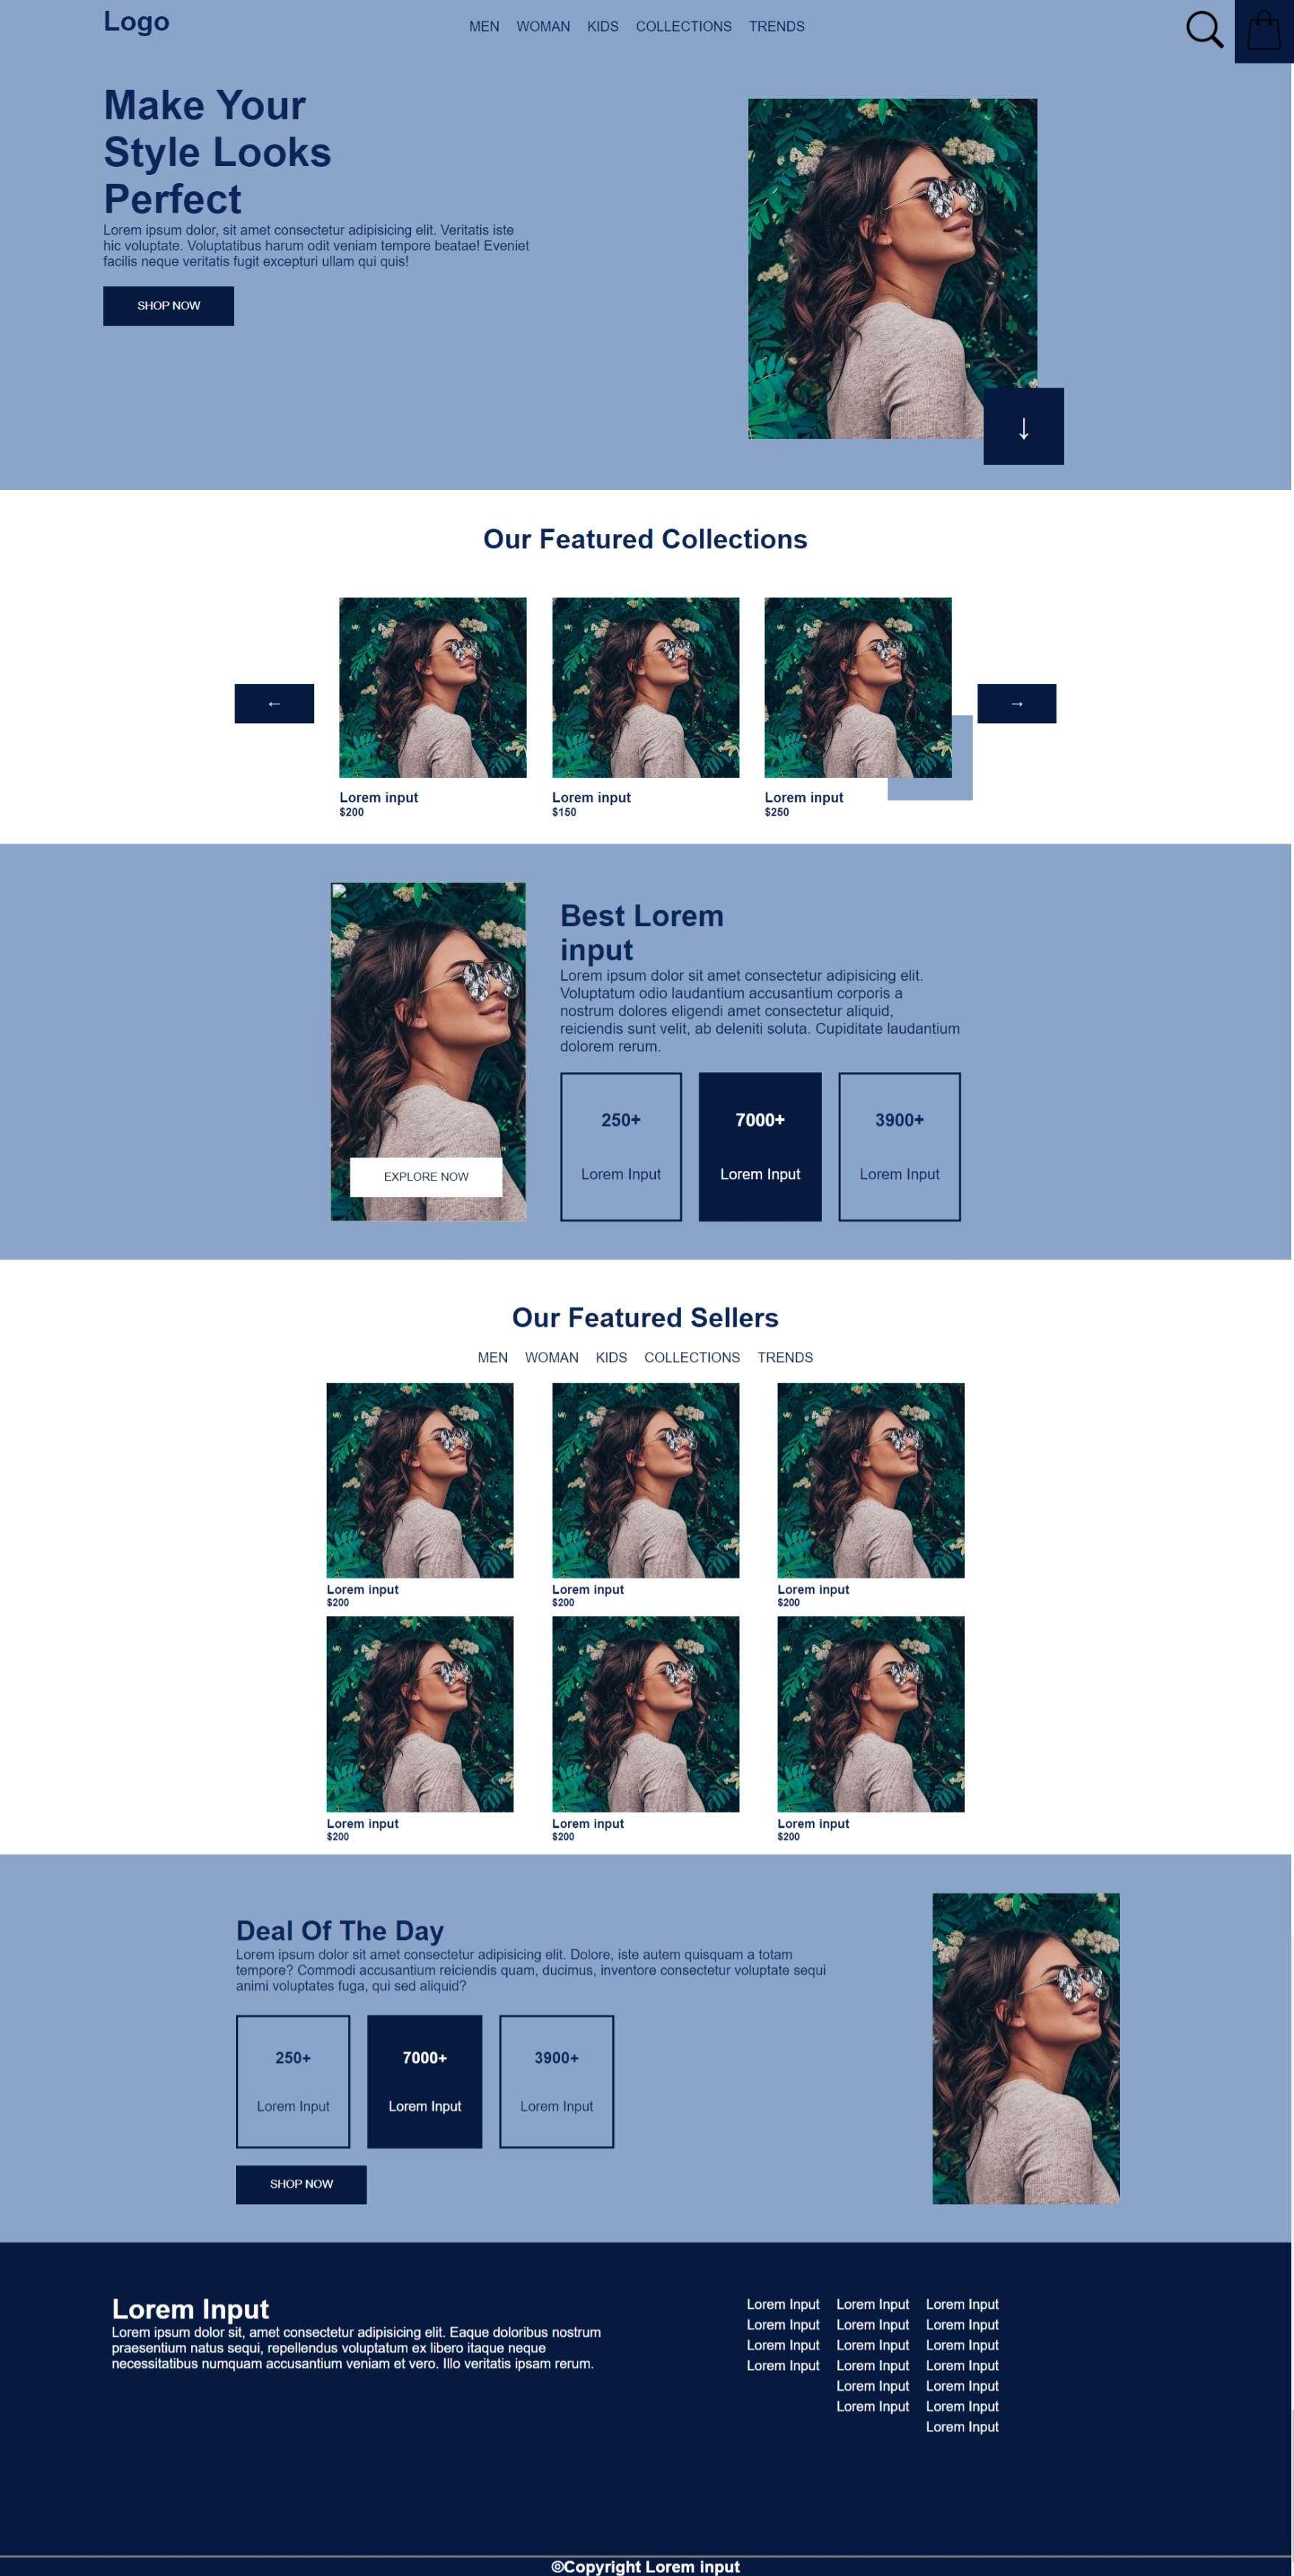 Logo
MEN WOMAN KIDS COLLECTIONS TRENDS
Make Your
Style Looks
Perfect
Lorem ipsum dolor, sit amet consectetur adipisicing elit. Veritatis iste
hic voluptate. Voluptatibus harum odit veniam tempore beatae! Eveniet
facilis neque veritatis fugit excepturi ullam qui quis!
SHOP NOW
↓
Our Featured Collections
← →
Lorem input Lorem input Lorem input
$200 $150 $250
Best Lorem
input
Lorem ipsum dolor sit amet consectetur adipisicing elit.
Voluptatum odio laudantium accusantium corporis a
nostrum dolores eligendi amet consectetur aliquid,
reiciendis sunt velit, ab deleniti soluta. Cupiditate laudantium
dolorem rerum.
250+ 7000+ 3900+
Lorem Input Lorem Input Lorem Input
EXPLORE NOW
Our Featured Sellers
MEN WOMAN KIDS COLLECTIONS TRENDS
Lorem input Lorem input Lorem input
$200 $200 $200
Lorem input Lorem input Lorem input
$200 $200 $200
Deal Of The Day
Lorem ipsum dolor sit amet consectetur adipisicing elit. Dolore, iste autem quisquam a totam
tempore? Commodi accusantium reiciendis quam, ducimus, inventore consectetur voluptate sequi
animi voluptates fuga, qui sed aliquid?
250+ 7000+ 3900+
Lorem Input Lorem Input Lorem Input
SHOP NOW
Lorem Input
Lorem ipsum dolor sit, amet consectetur adipisicing elit. Eaque doloribus nostrum
praesentium natus sequi, repellendus voluptatum ex libero itaque neque
necessitatibus numquam accusantium veniam et vero. Illo veritatis ipsam rerum.
Lorem Input Lorem Input Lorem Input
Lorem Input Lorem Input Lorem Input
Lorem Input Lorem Input Lorem Input
Lorem Input Lorem Input Lorem Input
Lorem Input Lorem Input
Lorem Input Lorem Input
Lorem Input
©Copyright Lorem input